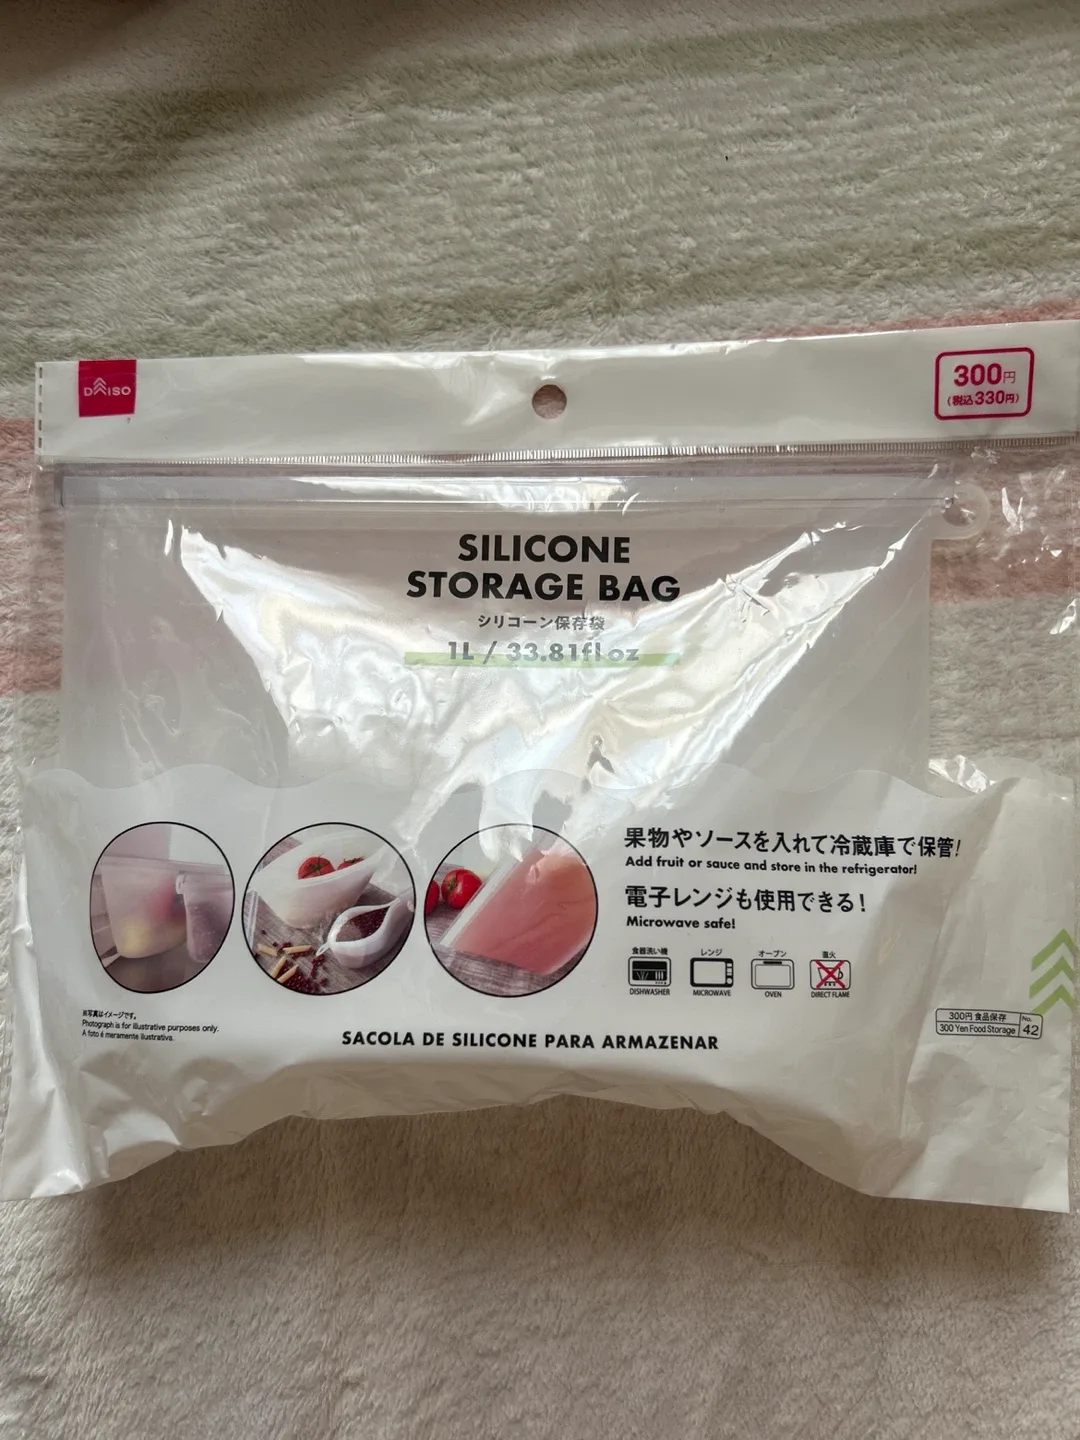 DAISO
300円
(税込330円)
SILICONE
STORAGE BAG
シリコーン保存袋
1L / 33.81fl oz
果物やソースを入れて冷蔵庫で保管!
Add fruit or sauce and store in the refrigerator!
電子レンジも使用できる!
Microwave safe!
食器洗い機 レンジ オーブン 直火
DISHWASHER MICROWAVE OVEN DIRECT FLAME
※写真はイメージです。
Photograph is for illustrative purposes only.
A foto é meramente ilustrativa.
SACOLA DE SILICONE PARA ARMAZENAR
300円 食品保存 No.
300 Yen Food Storage 42